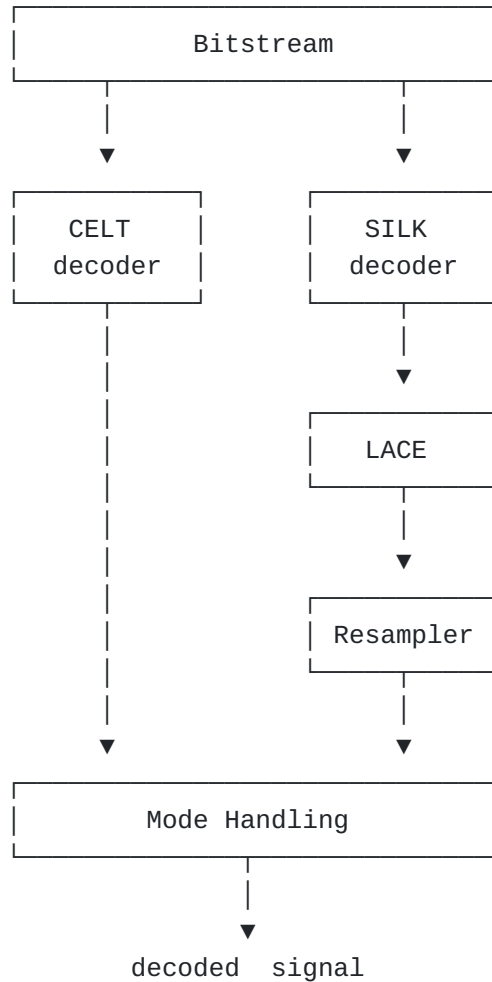 Bitstream
CELT SILK
decoder decoder
LACE
Resampler
Mode Handling
decoded signal